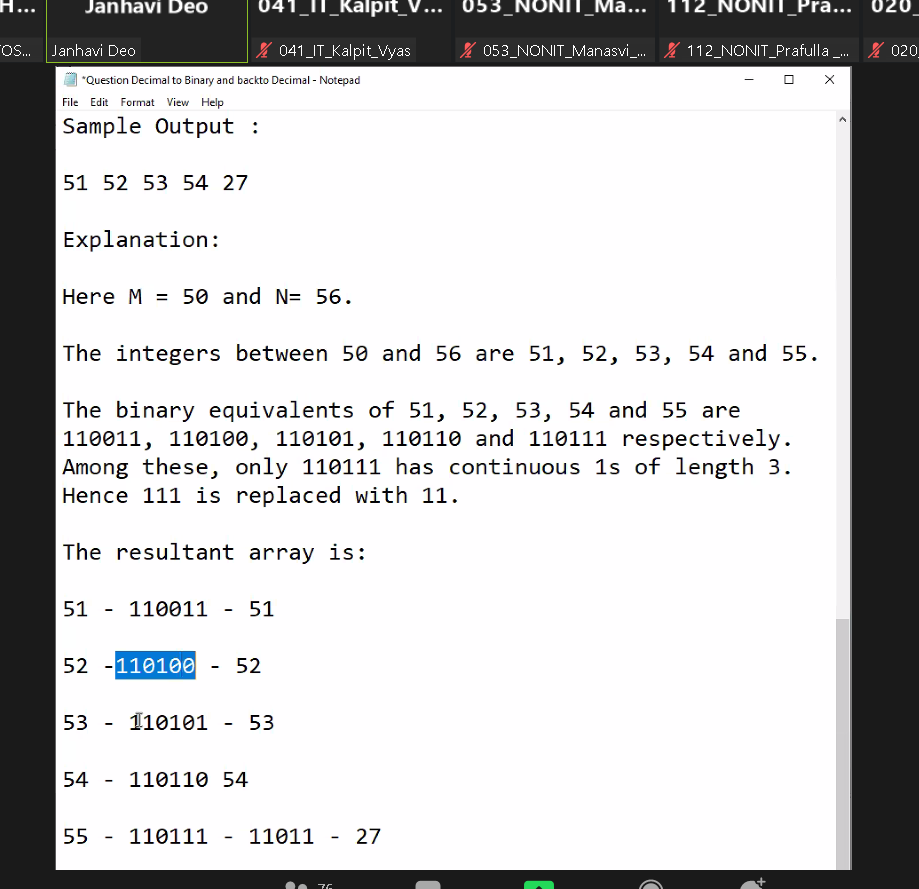 H... Janhavi Deo 041_IT_Kalpit_V... 053_NONIT_Ma... 112_NONIT_Pra... 020
OS... Janhavi Deo 041_IT_Kalpit_Vyas 053_NONIT_Manasvi_... 112_NONIT_Prafulla _... 020
*Question Decimal to Binary and backto Decimal - Notepad
File Edit Format View Help
Sample Output :
51 52 53 54 27
Explanation:
Here M = 50 and N= 56.
The integers between 50 and 56 are 51, 52, 53, 54 and 55.
The binary equivalents of 51, 52, 53, 54 and 55 are
110011, 110100, 110101, 110110 and 110111 respectively.
Among these, only 110111 has continuous 1s of length 3.
Hence 111 is replaced with 11.
The resultant array is:
51 - 110011 - 51
52 -110100 - 52
53 - 110101 - 53
54 - 110110 54
55 - 110111 - 11011 - 27
76